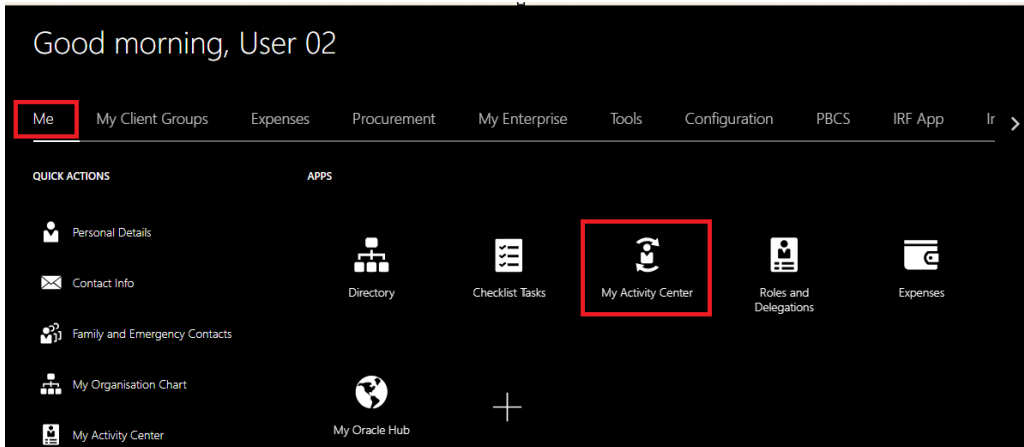 Good morning, User 02
Me My Client Groups Expenses Procurement My Enterprise Tools Configuration PBCS IRF App Ir
QUICK ACTIONS
Personal Details
Contact Info
Family and Emergency Contacts
My Organisation Chart
My Activity Center
APPS
Directory
Checklist Tasks
My Activity Center
Roles and
Delegations
Expenses
My Oracle Hub